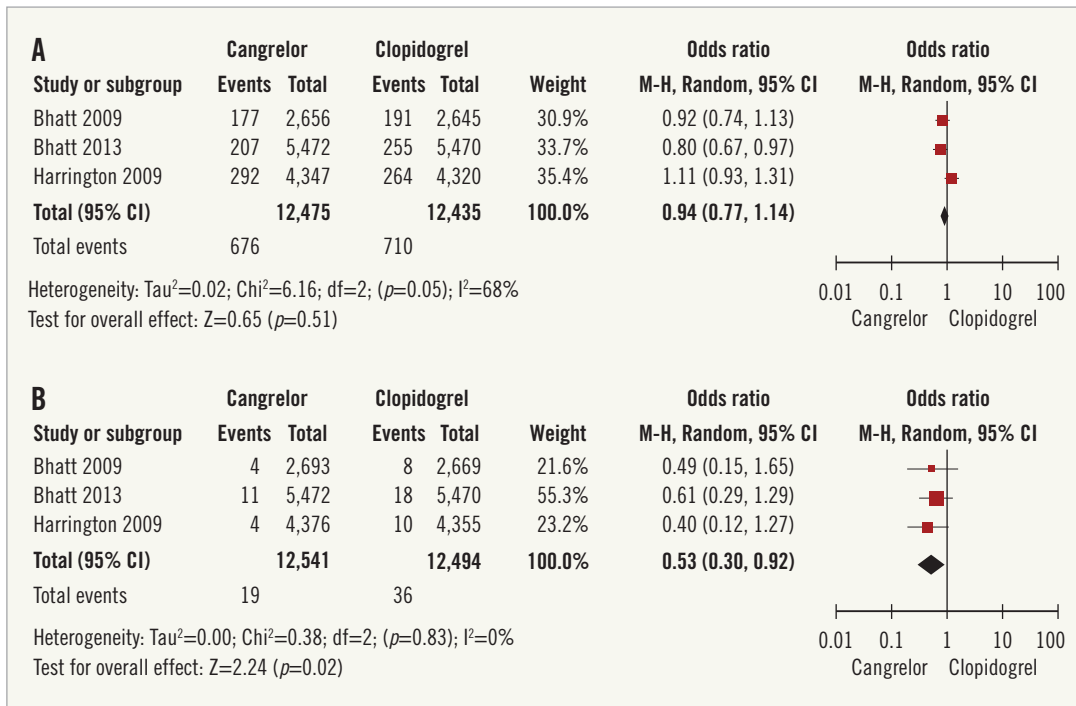 A
Cangrelor Clopidogrel Odds ratio Odds ratio
Study or subgroup Events Total Events Total Weight M-H, Random, 95% CI M-H, Random, 95% CI
Bhatt 2009 177 2,656 191 2,645 30.9% 0.92 (0.74, 1.13)
Bhatt 2013 207 5,472 255 5,470 33.7% 0.80 (0.67, 0.97)
Harrington 2009 292 4,347 264 4,320 35.4% 1.11 (0.93, 1.31)
Total (95% CI) 12,475 12,435 100.0% 0.94 (0.77, 1.14)
Total events 676 710
Heterogeneity: Tau²=0.02; Chi²=6.16; df=2; (p=0.05); I²=68%
Test for overall effect: Z=0.65 (p=0.51)
0.01 0.1 1 10 100
Cangrelor Clopidogrel
B
Cangrelor Clopidogrel Odds ratio Odds ratio
Study or subgroup Events Total Events Total Weight M-H, Random, 95% CI M-H, Random, 95% CI
Bhatt 2009 4 2,693 8 2,669 21.6% 0.49 (0.15, 1.65)
Bhatt 2013 11 5,472 18 5,470 55.3% 0.61 (0.29, 1.29)
Harrington 2009 4 4,376 10 4,355 23.2% 0.40 (0.12, 1.27)
Total (95% CI) 12,541 12,494 100.0% 0.53 (0.30, 0.92)
Total events 19 36
Heterogeneity: Tau²=0.00; Chi²=0.38; df=2; (p=0.83); I²=0%
Test for overall effect: Z=2.24 (p=0.02)
0.01 0.1 1 10 100
Cangrelor Clopidogrel